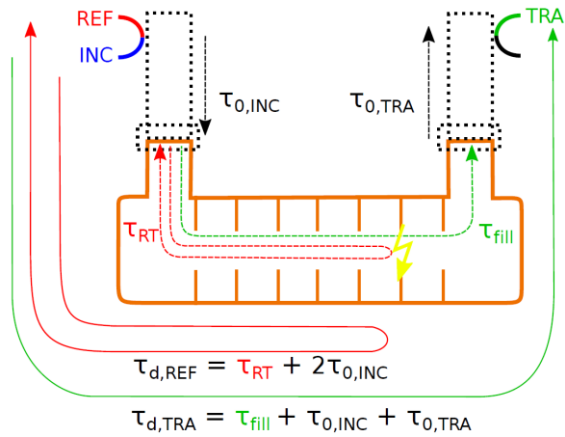 REF
TRA
INC
τ0,INC
τ0,TRA
τRT
τfill
τd,REF = τRT + 2τ0,INC
τd,TRA = τfill + τ0,INC + τ0,TRA